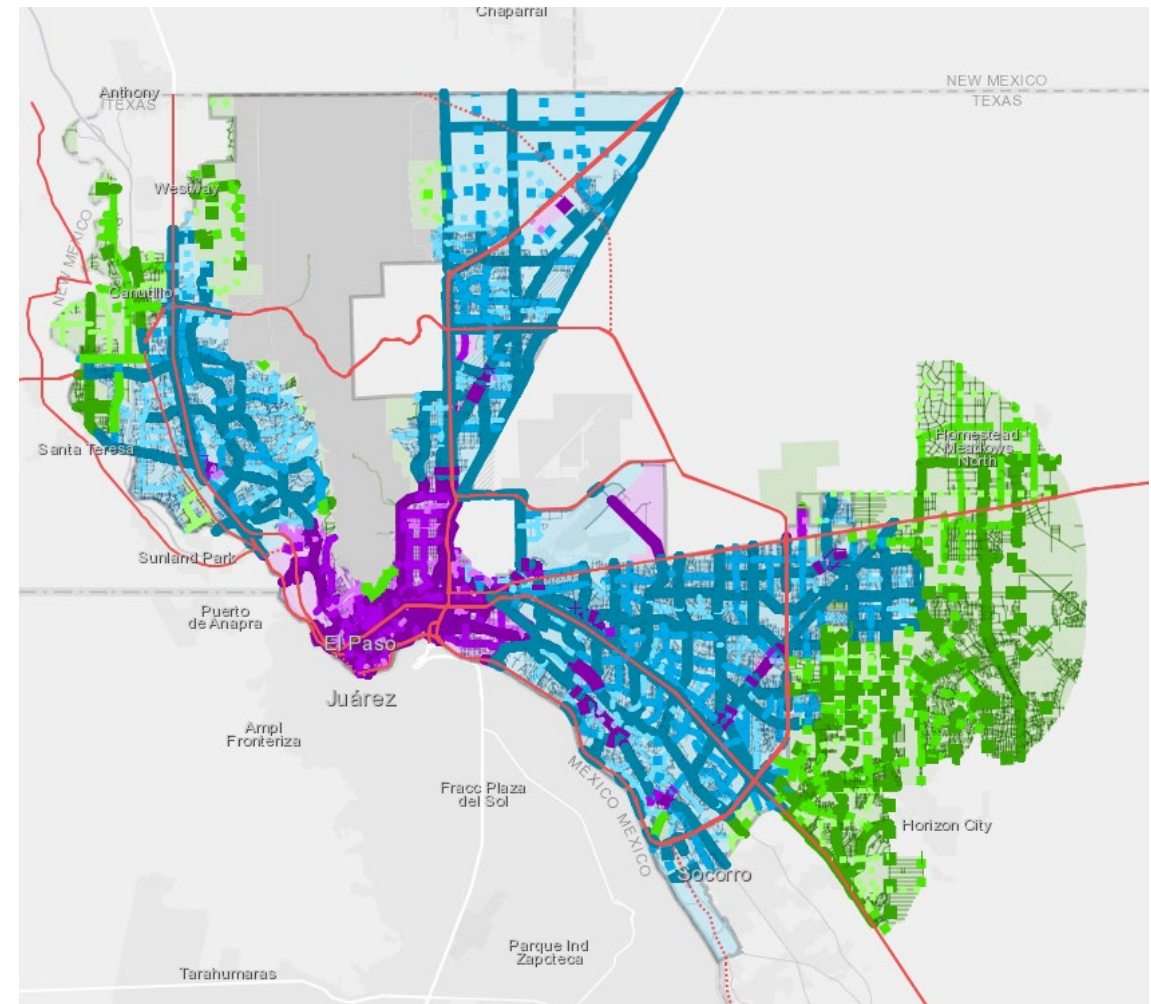 Chaparral
NEW MEXICO
TEXAS
Anthony
TEXAS
Westway
NEW MEXICO
Canutillo
Santa Teresa
Homestead
Meadows
North
Sunland Park
Puerto
de Anapra
El Paso
Juárez
Ampl
Fronteriza
MÉXICO MEXICO
Fracc Plaza
del Sol
Horizon City
Socorro
Parque Ind
Zapoteca
Tarahumaras